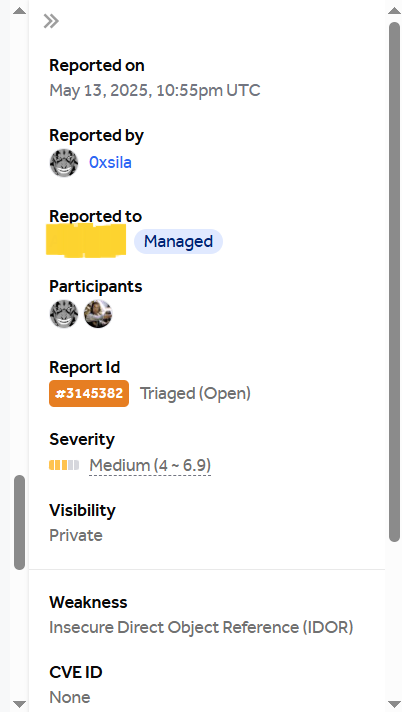 Reported on
May 13, 2025, 10:55pm UTC
Reported by
0xsila
Reported to
Managed
Participants
Report Id
#3145382 Triaged (Open)
Severity
Medium (4 ~ 6.9)
Visibility
Private
Weakness
Insecure Direct Object Reference (IDOR)
CVE ID
None